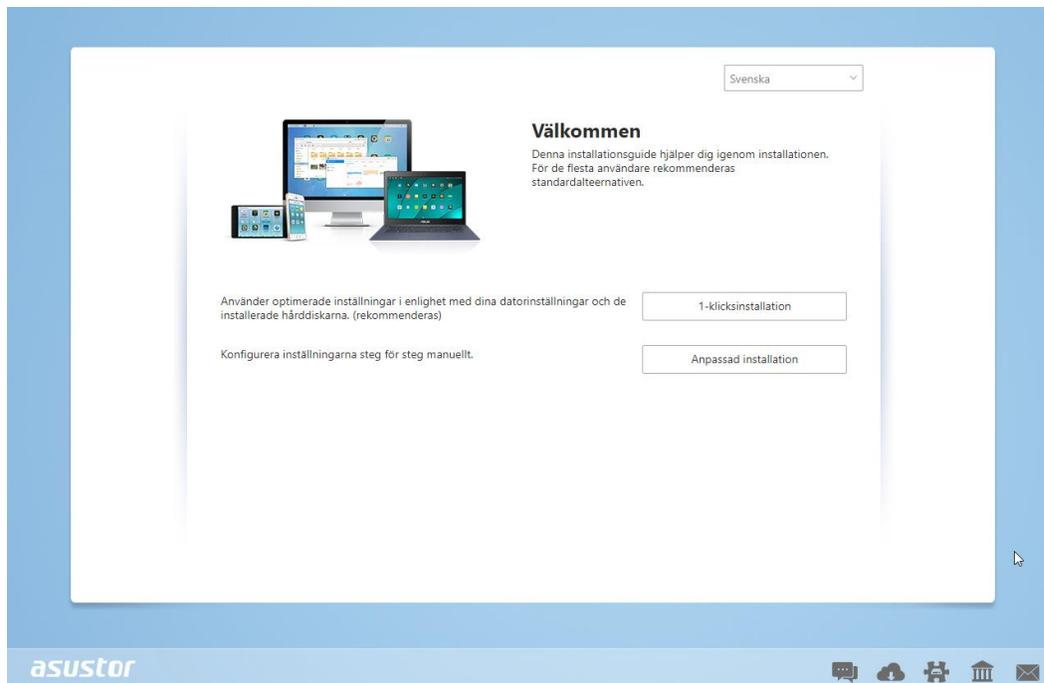 Svenska
Välkommen
Denna installationsguide hjälper dig igenom installationen.
För de flesta användare rekommenderas
standardalteernativen.
Använder optimerade inställningar i enlighet med dina datorinställningar och de
installerade hårddiskarna. (rekommenderas)
1-klicksinstallation
Konfigurera inställningarna steg för steg manuellt.
Anpassad installation
asustor